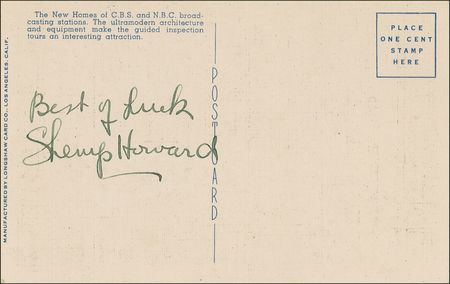 The New Homes of C.B.S. and N.B.C. broad-
casting stations. The ultramodern architecture
and equipment make the guided inspection
tours an interesting attraction.
PLACE
ONE CENT
STAMP
HERE
Best of Luck
Shemp Howard
POST CARD
MANUFACTURED BY LONGSHAW CARD CO., LOS ANGELES, CALIF.